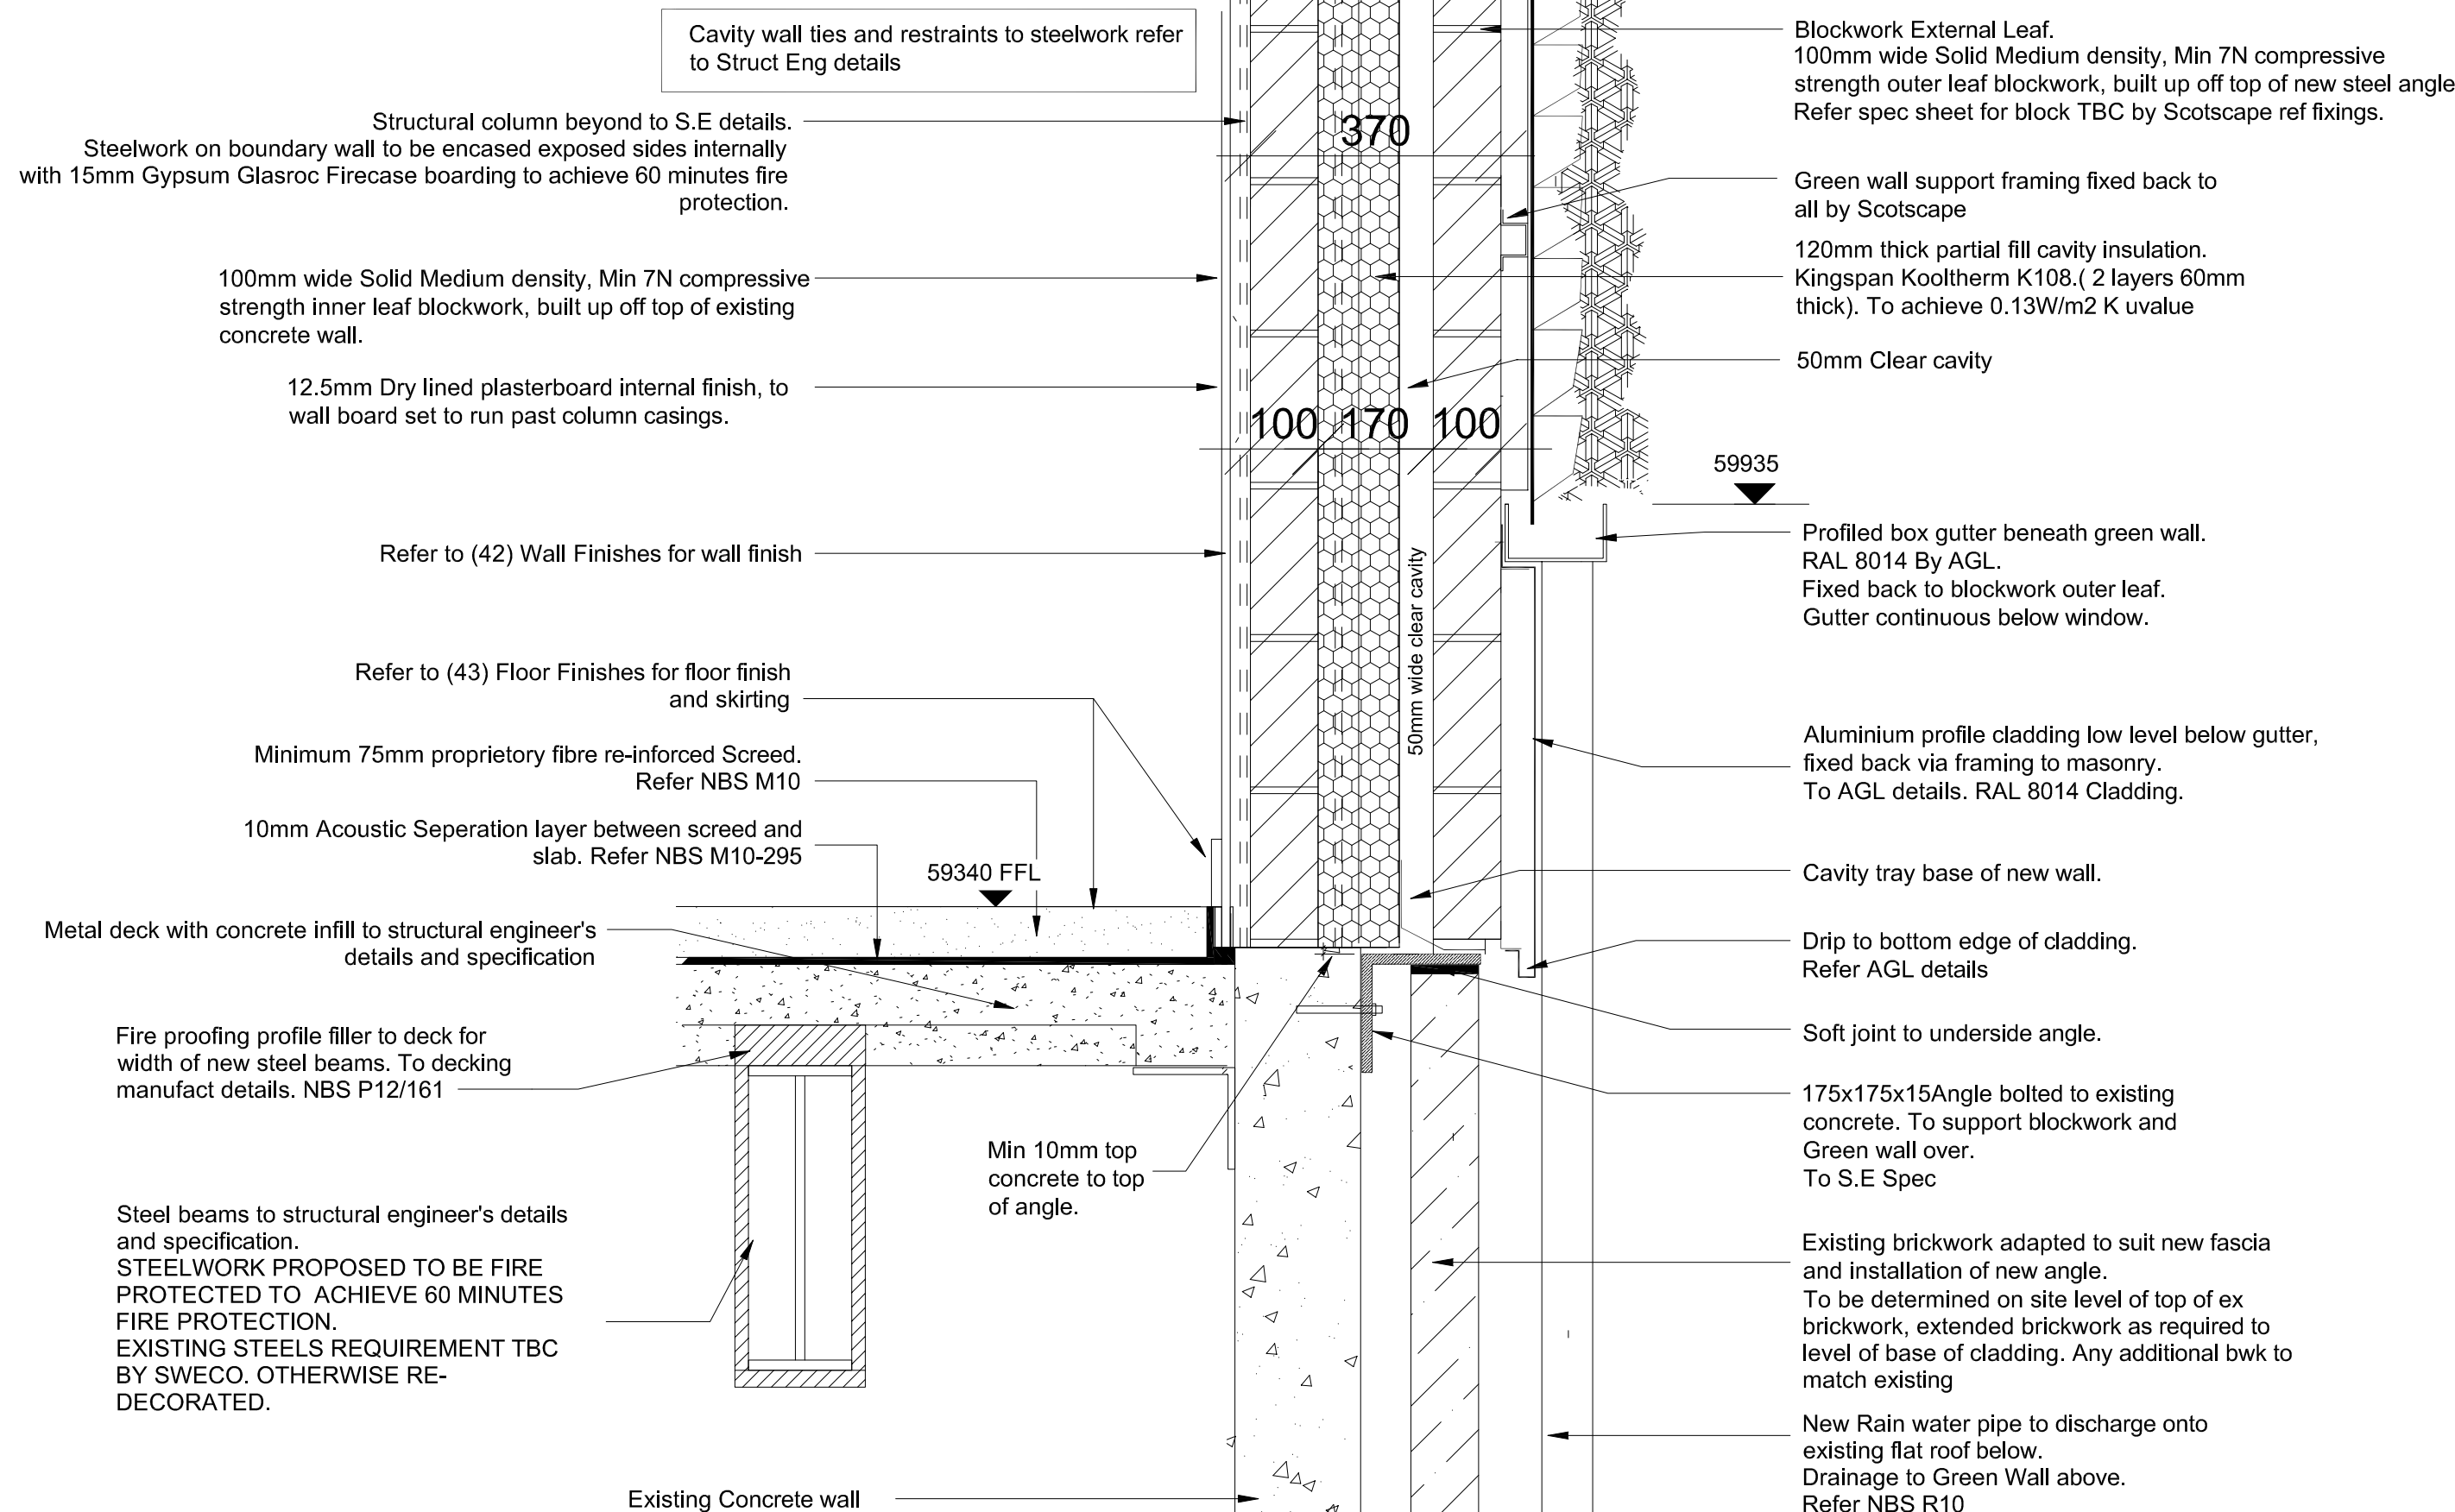 Cavity wall ties and restraints to steelwork refer
to Struct Eng details
Structural column beyond to S.E details.
Steelwork on boundary wall to be encased exposed sides internally
with 15mm Gypsum Glasroc Firecase boarding to achieve 60 minutes fire
protection.
100mm wide Solid Medium density, Min 7N compressive
strength inner leaf blockwork, built up off top of existing
concrete wall.
12.5mm Dry lined plasterboard internal finish, to
wall board set to run past column casings.
Refer to (42) Wall Finishes for wall finish
Refer to (43) Floor Finishes for floor finish
and skirting
Minimum 75mm proprietory fibre re-inforced Screed.
Refer NBS M10
10mm Acoustic Seperation layer between screed and
slab. Refer NBS M10-295
59340 FFL
Metal deck with concrete infill to structural engineer's
details and specification
Fire proofing profile filler to deck for
width of new steel beams. To decking
manufact details. NBS P12/161
Min 10mm top
concrete to top
of angle.
Steel beams to structural engineer's details
and specification.
STEELWORK PROPOSED TO BE FIRE
PROTECTED TO ACHIEVE 60 MINUTES
FIRE PROTECTION.
EXISTING STEELS REQUIREMENT TBC
BY SWECO. OTHERWISE RE-
DECORATED.
Existing Concrete wall
370
100 170 100
50mm wide clear cavity
Blockwork External Leaf.
100mm wide Solid Medium density, Min 7N compressive
strength outer leaf blockwork, built up off top of new steel angle
Refer spec sheet for block TBC by Scotscape ref fixings.
Green wall support framing fixed back to
all by Scotscape
120mm thick partial fill cavity insulation.
Kingspan Kooltherm K108.( 2 layers 60mm
thick). To achieve 0.13W/m2 K uvalue
50mm Clear cavity
59935
Profiled box gutter beneath green wall.
RAL 8014 By AGL.
Fixed back to blockwork outer leaf.
Gutter continuous below window.
Aluminium profile cladding low level below gutter,
fixed back via framing to masonry.
To AGL details. RAL 8014 Cladding.
Cavity tray base of new wall.
Drip to bottom edge of cladding.
Refer AGL details
Soft joint to underside angle.
175x175x15Angle bolted to existing
concrete. To support blockwork and
Green wall over.
To S.E Spec
Existing brickwork adapted to suit new fascia
and installation of new angle.
To be determined on site level of top of ex
brickwork, extended brickwork as required to
level of base of cladding. Any additional bwk to
match existing
New Rain water pipe to discharge onto
existing flat roof below.
Drainage to Green Wall above.
Refer NBS R10